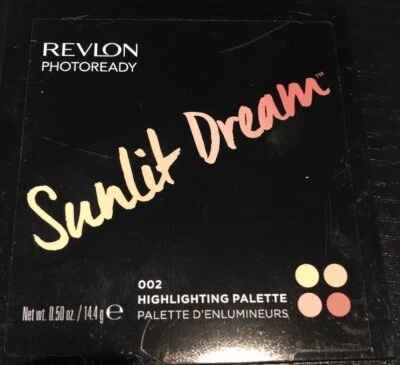 REVLON
PHOTOREADY
Sunlit Dream™
002
HIGHLIGHTING PALETTE
PALETTE D'ENLUMINEURS
Net wt. 0.50 oz. / 14.4 g ℮